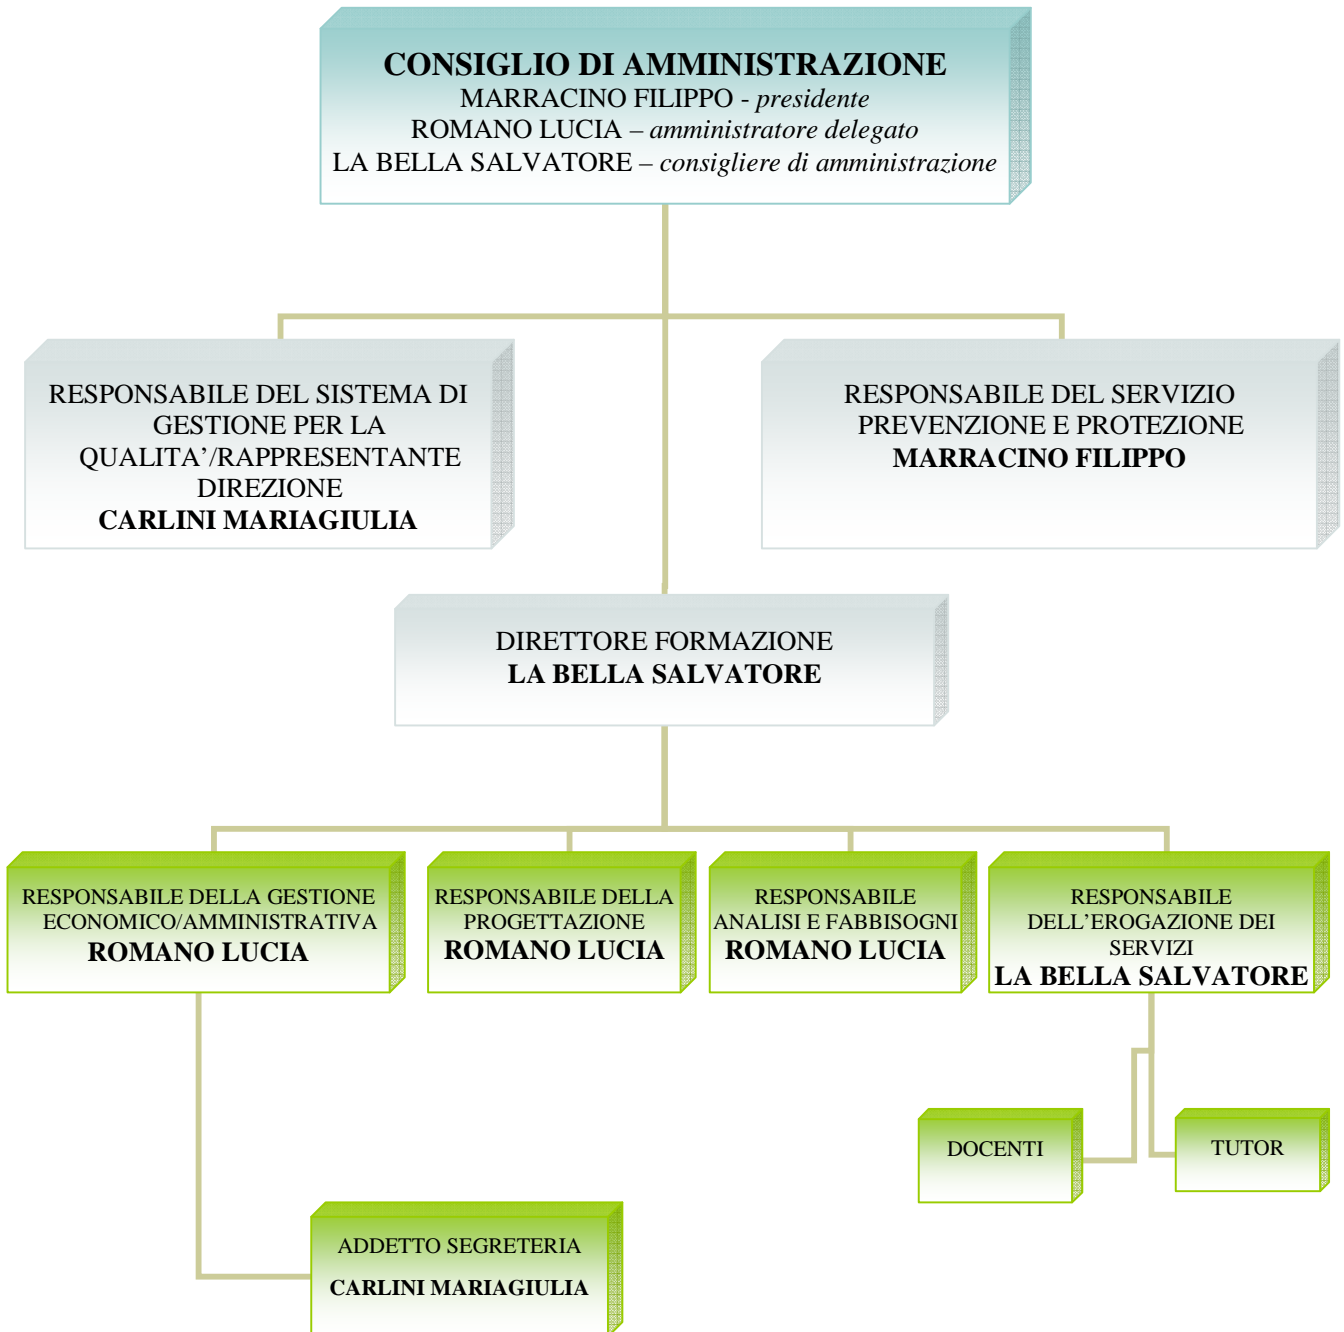 CONSIGLIO DI AMMINISTRAZIONE
MARRACINO FILIPPO - presidente
ROMANO LUCIA – amministratore delegato
LA BELLA SALVATORE – consigliere di amministrazione
RESPONSABILE DEL SISTEMA DI
GESTIONE PER LA
QUALITA’/RAPPRESENTANTE
DIREZIONE
CARLINI MARIAGIULIA
RESPONSABILE DEL SERVIZIO
PREVENZIONE E PROTEZIONE
MARRACINO FILIPPO
DIRETTORE FORMAZIONE
LA BELLA SALVATORE
RESPONSABILE DELLA GESTIONE
ECONOMICO/AMMINISTRATIVA
ROMANO LUCIA
RESPONSABILE DELLA
PROGETTAZIONE
ROMANO LUCIA
RESPONSABILE
ANALISI E FABBISOGNI
ROMANO LUCIA
RESPONSABILE
DELL’EROGAZIONE DEI
SERVIZI
LA BELLA SALVATORE
DOCENTI
TUTOR
ADDETTO SEGRETERIA
CARLINI MARIAGIULIA